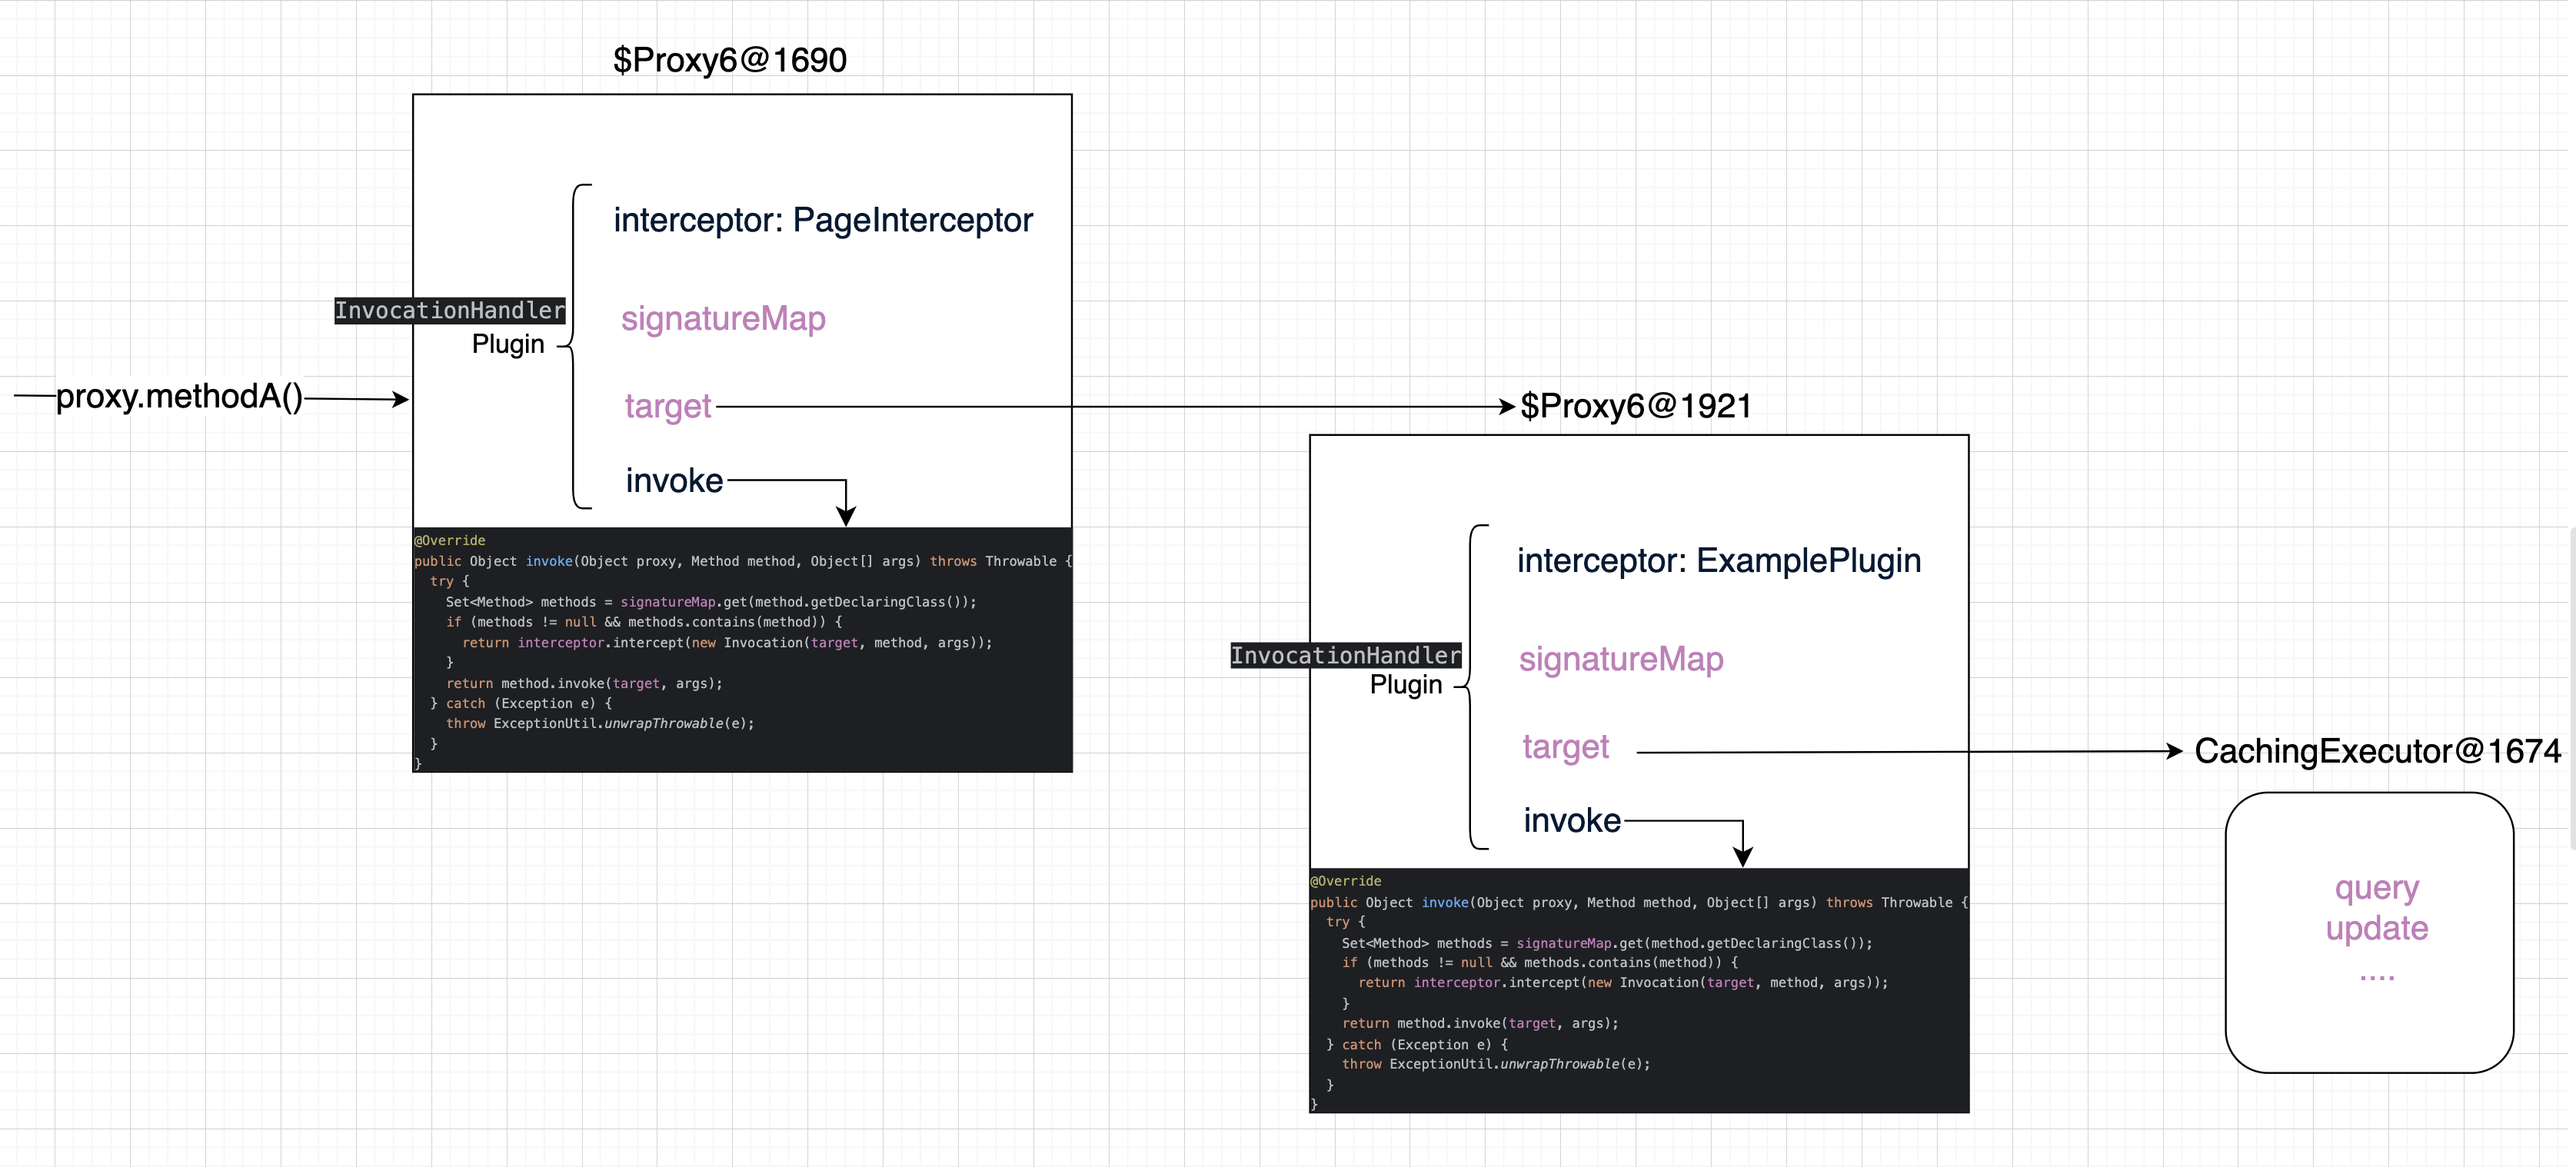 $Proxy6@1690
interceptor: PageInterceptor
InvocationHandler
signatureMap
Plugin
proxy.methodA()
target
invoke
@Override
public Object invoke(Object proxy, Method method, Object[] args) throws Throwable {
try {
Set<Method> methods = signatureMap.get(method.getDeclaringClass());
if (methods != null && methods.contains(method)) {
return interceptor.intercept(new Invocation(target, method, args));
}
return method.invoke(target, args);
} catch (Exception e) {
throw ExceptionUtil.unwrapThrowable(e);
}
}
$Proxy6@1921
interceptor: ExamplePlugin
InvocationHandler
signatureMap
Plugin
target
invoke
@Override
public Object invoke(Object proxy, Method method, Object[] args) throws Throwable {
try {
Set<Method> methods = signatureMap.get(method.getDeclaringClass());
if (methods != null && methods.contains(method)) {
return interceptor.intercept(new Invocation(target, method, args));
}
return method.invoke(target, args);
} catch (Exception e) {
throw ExceptionUtil.unwrapThrowable(e);
}
}
CachingExecutor@1674
query
update
....